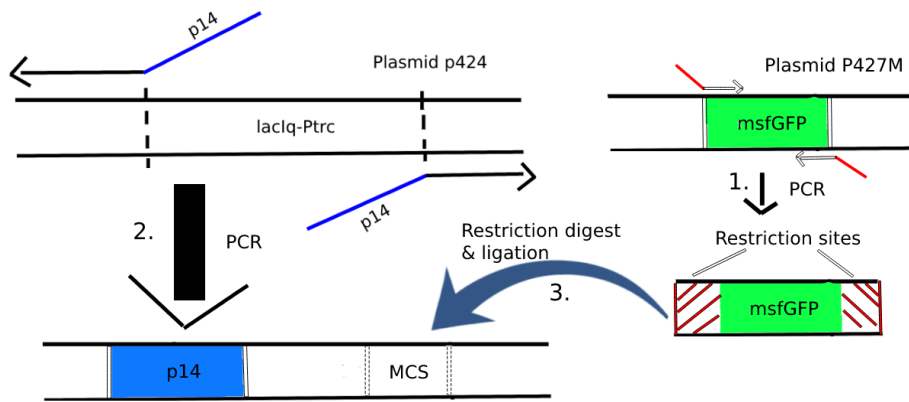 p14
Plasmid p424
lacIq-Ptrc
p14
2.
PCR
Plasmid P427M
msfGFP
1.
PCR
Restriction sites
msfGFP
Restriction digest
& ligation
3.
p14
MCS